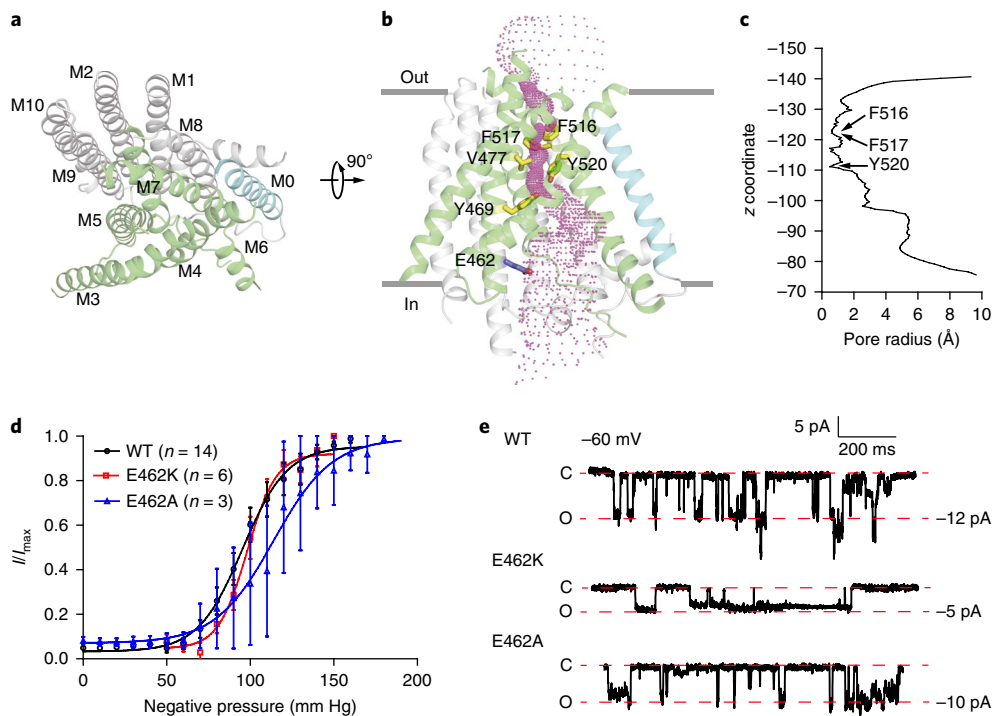 a
M2
M1
M10
M8
M9
M7
M0
M5
M6
M4
M3
90°
b
Out
F517
F516
V477
Y520
Y469
E462
In
c
–150
–140
–130
–120
–110
–100
–90
–80
–70
z coordinate
F516
F517
Y520
0 2 4 6 8 10
Pore radius (Å)
d
1.0
0.8
0.6
0.4
0.2
0.0
I/Imax
WT (n = 14)
E462K (n = 6)
E462A (n = 3)
0 50 100 150 200
Negative pressure (mm Hg)
e
WT
–60 mV
5 pA
200 ms
C
O
–12 pA
E462K
C
O
–5 pA
E462A
C
O
–10 pA